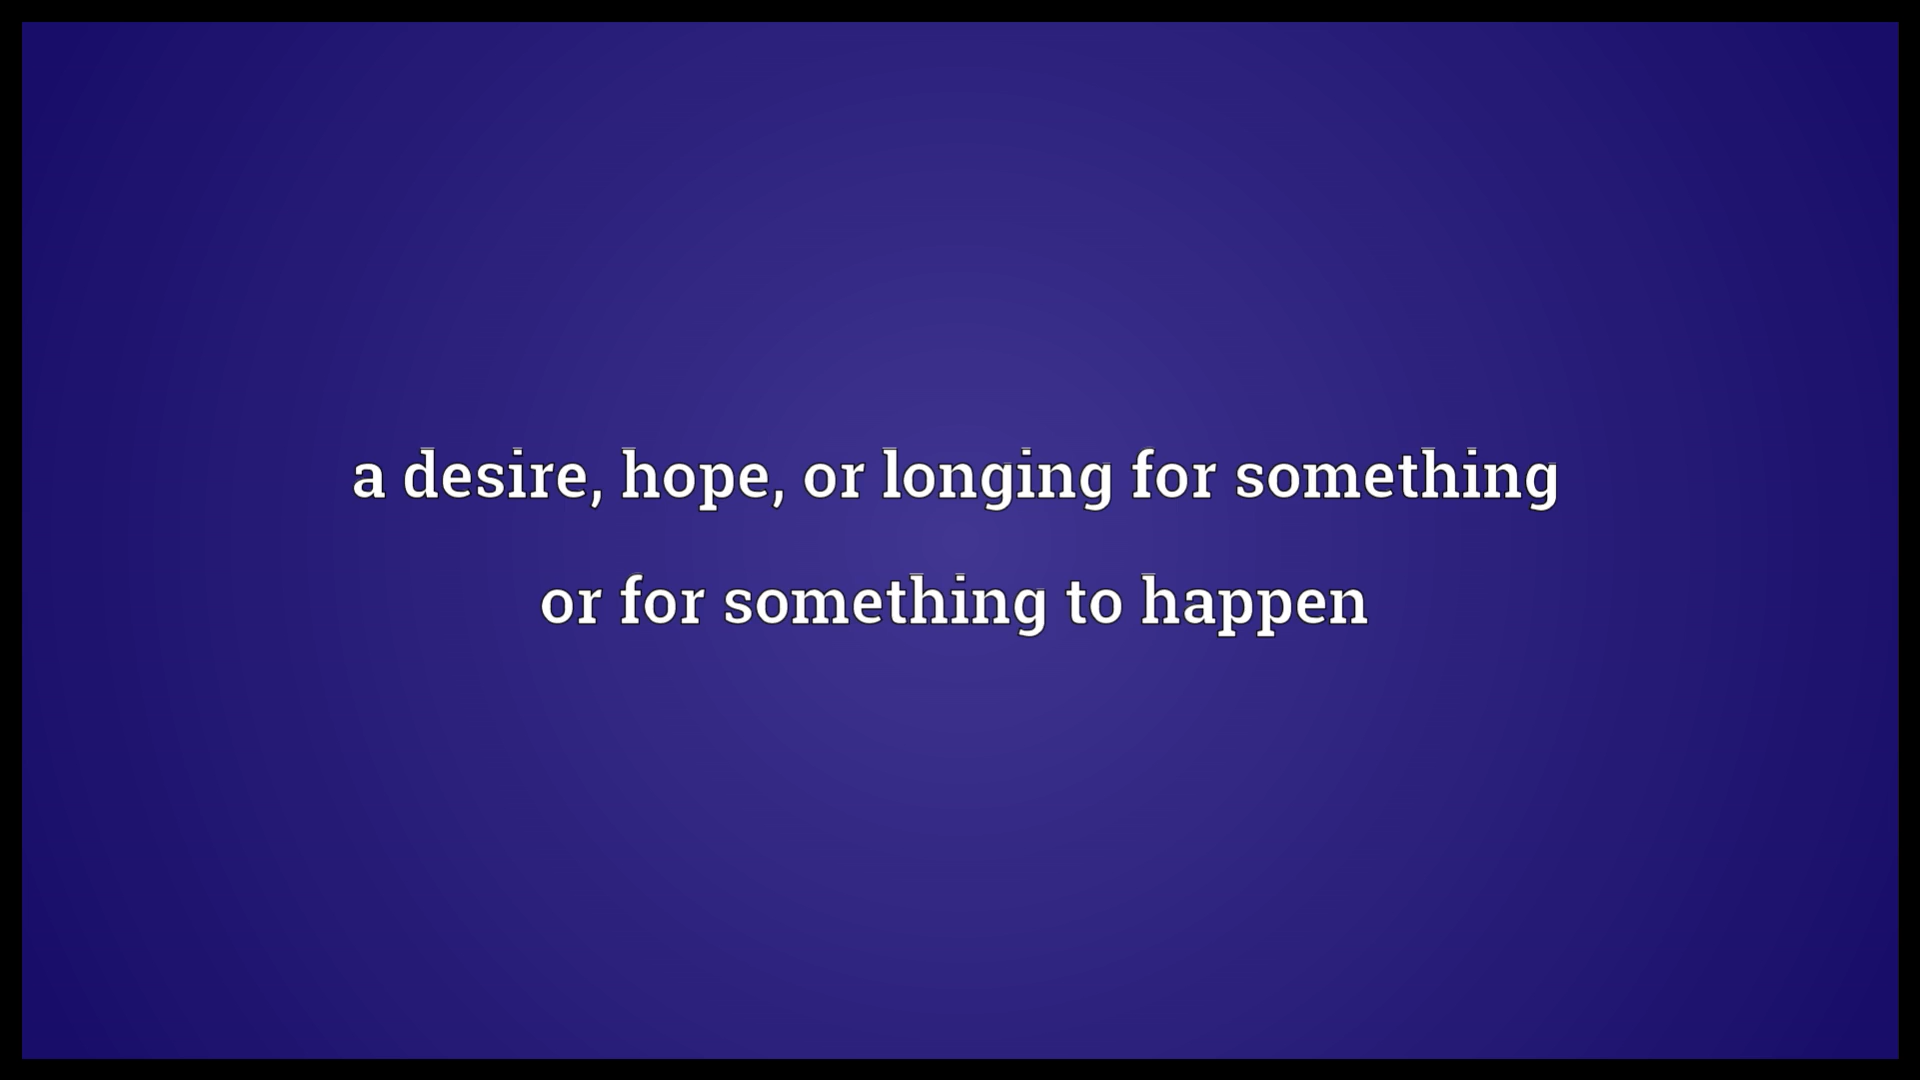 a desire, hope, or longing for something
or for something to happen